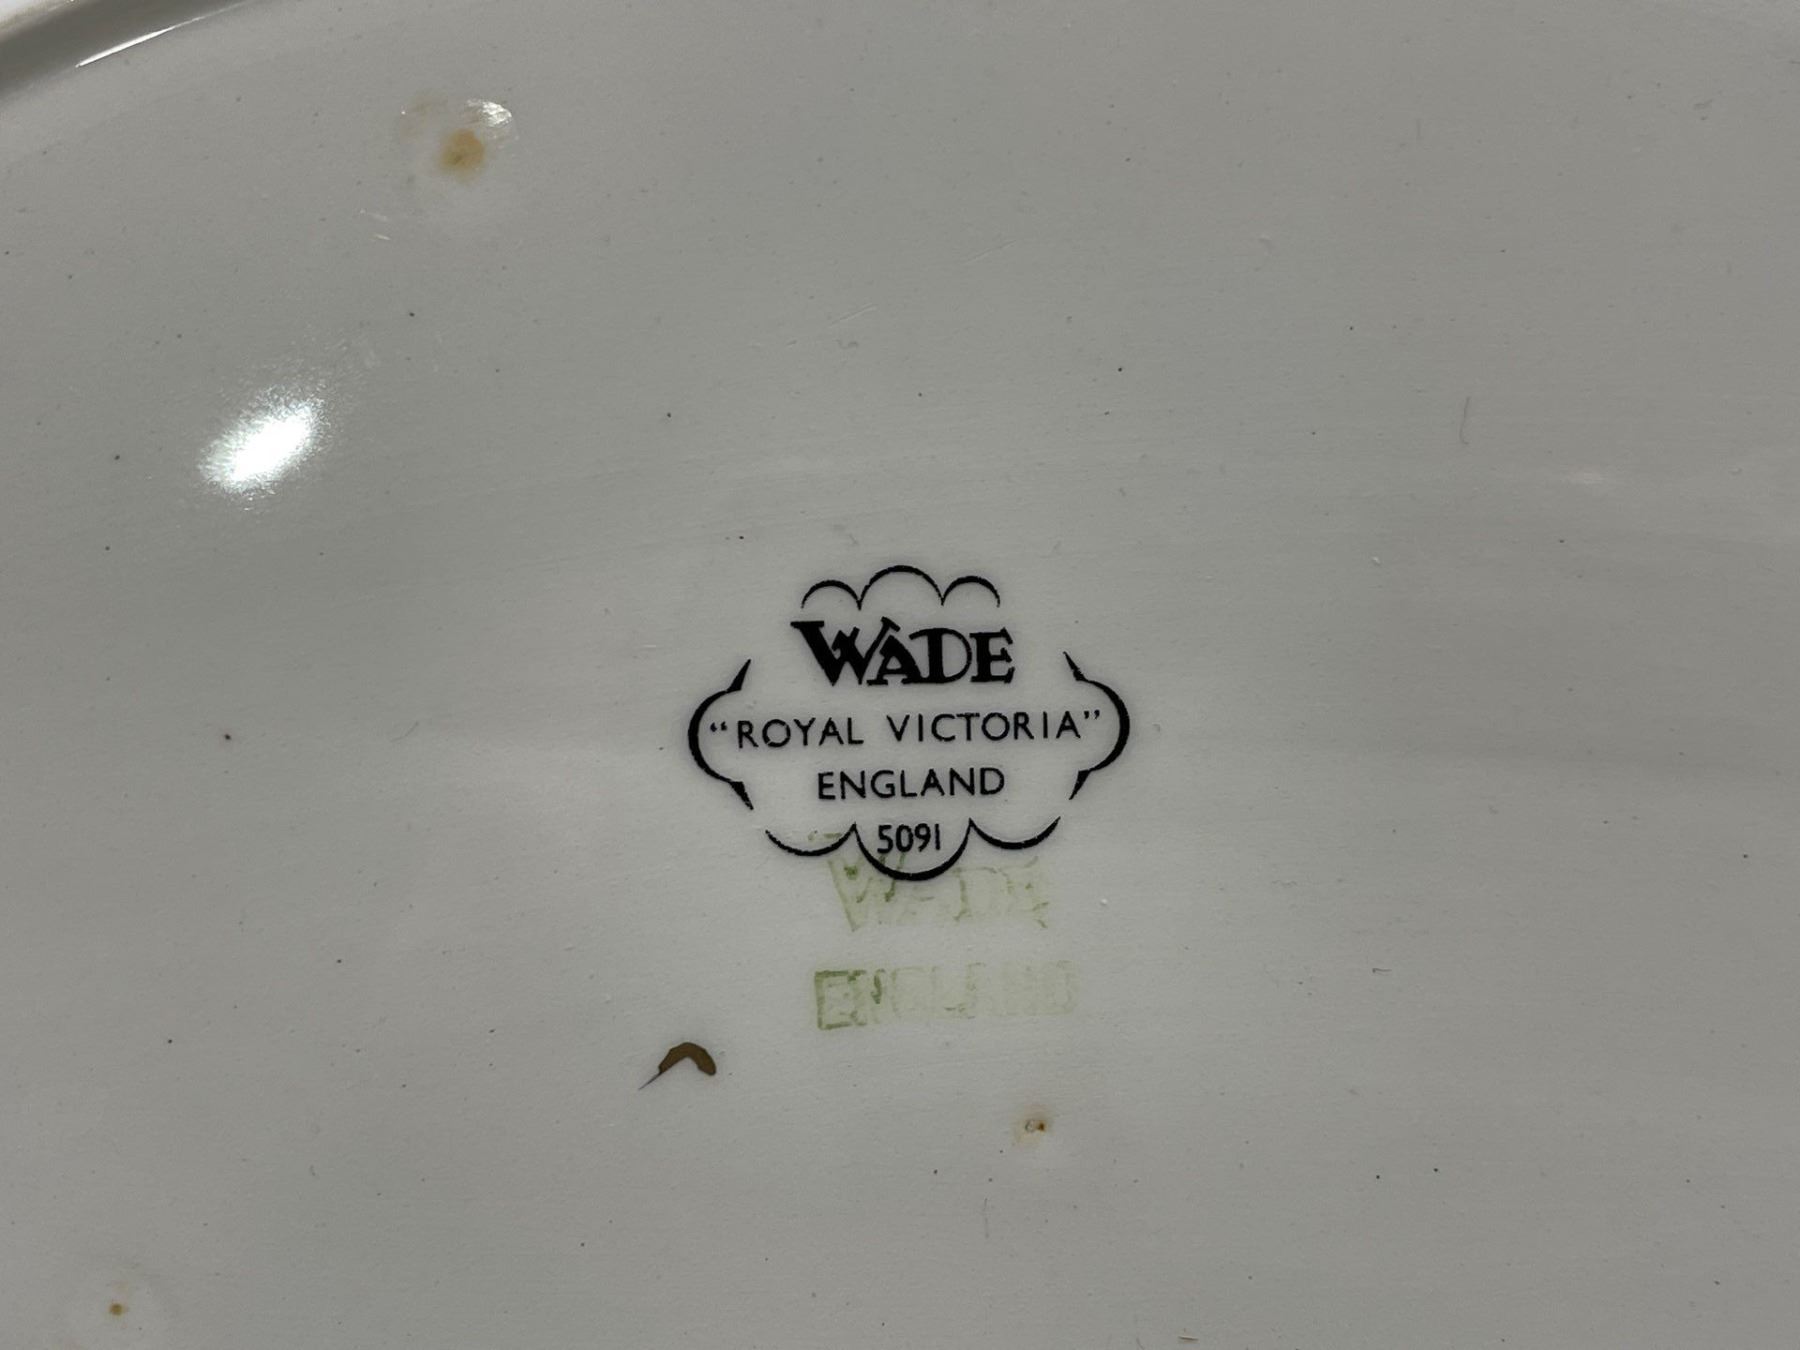 WADE
"ROYAL VICTORIA"
ENGLAND
5091
WADE
ENGLAND